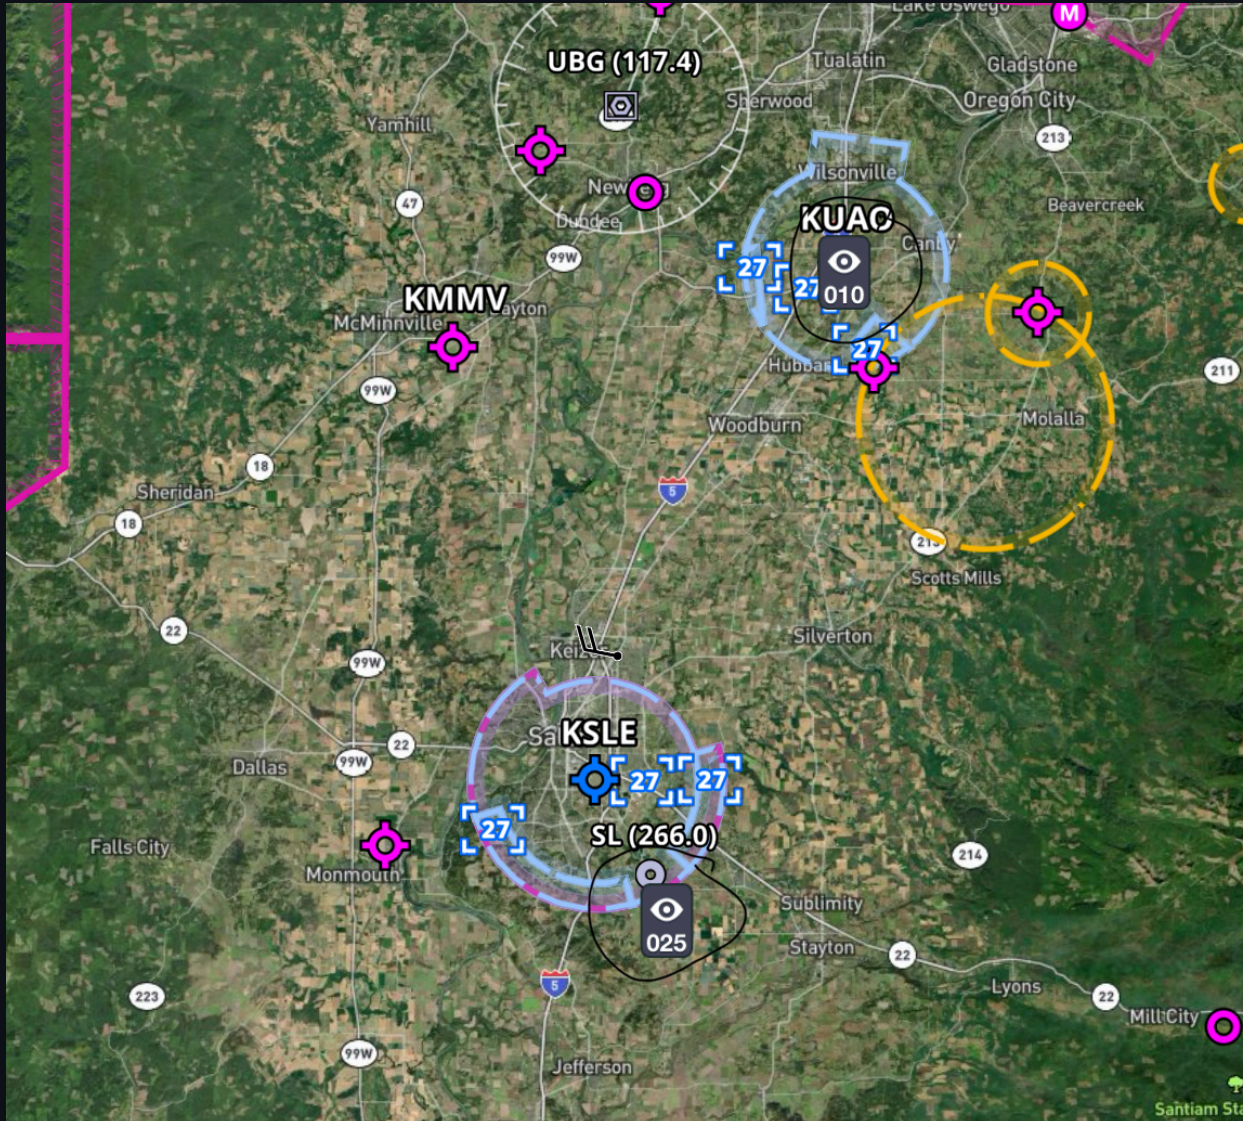 Lake Oswego
M
UBG (117.4)
Tualatin
Gladstone
Sherwood
Oregon City
Yamhill
213
Wilsonville
Newberg
47
Beavercreek
KUAO
Dundee
Canby
99W
27
27
010
KMMV
Dayton
McMinnville
27
Hubbard
211
99W
Woodburn
Molalla
18
5
Sheridan
18
213
Scotts Mills
22
Silverton
Keizer
99W
KSLE
22
99W
Dallas
27
27
27
SL (266.0)
Falls City
214
Monmouth
Sublimity
025
Stayton
22
5
Lyons
223
22
Mill City
99W
Jefferson
Santiam Sta